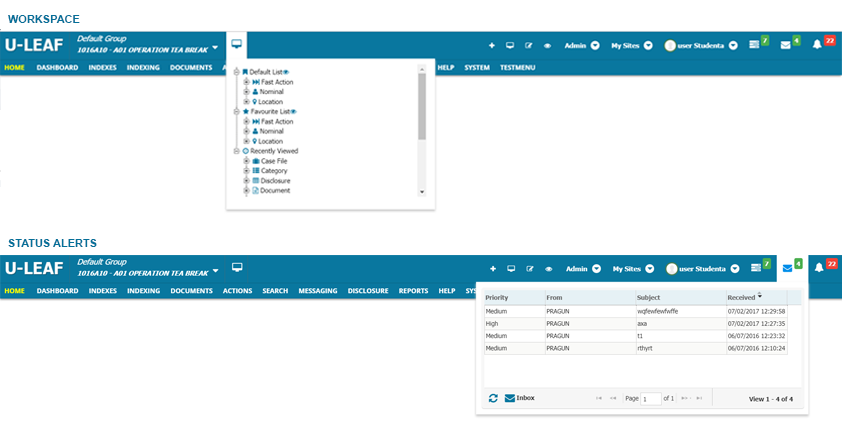 WORKSPACE
U-LEAF Default Group
1016A10 - A01 OPERATION TEA BREAK
Admin My Sites user Studenta 7 4 22
HOME DASHBOARD INDEXES INDEXING DOCUMENTS HELP SYSTEM TESTMENU
Default List
Fast Action
Nominal
Location
Favourite List
Fast Action
Nominal
Location
Recently Viewed
Case File
Category
Disclosure
Document
STATUS ALERTS
U-LEAF Default Group
1016A10 - A01 OPERATION TEA BREAK
Admin My Sites user Studenta 7 4 22
HOME DASHBOARD INDEXES INDEXING DOCUMENTS ACTIONS SEARCH MESSAGING DISCLOSURE REPORTS HELP SYS
Priority From Subject Received
Medium PRAGUN wqfewfewfwffe 07/02/2017 12:29:58
High PRAGUN axa 07/02/2017 12:27:35
Medium PRAGUN t1 06/07/2016 12:23:32
Medium PRAGUN rthyrt 06/07/2016 12:10:24
Inbox Page 1 of 1 View 1 - 4 of 4